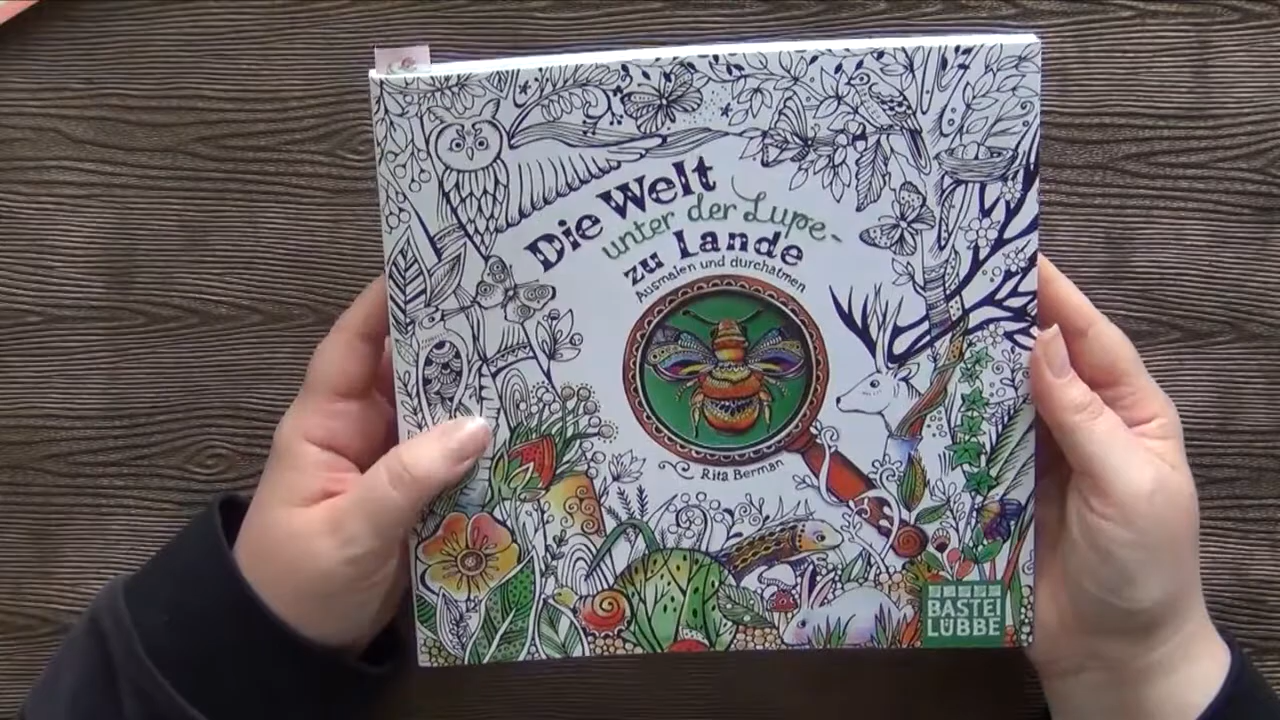 Die Welt
unter der Lupe-
zu Lande
Ausmalen und durchatmen
Rita Berman
BASTEI
LÜBBE